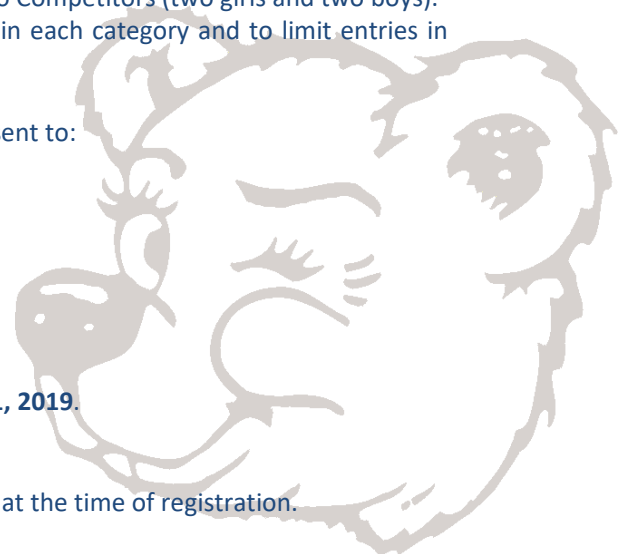 Competitors (two girls and two boys).
in each category and to limit entries in
sent to:
, 2019.
at the time of registration.